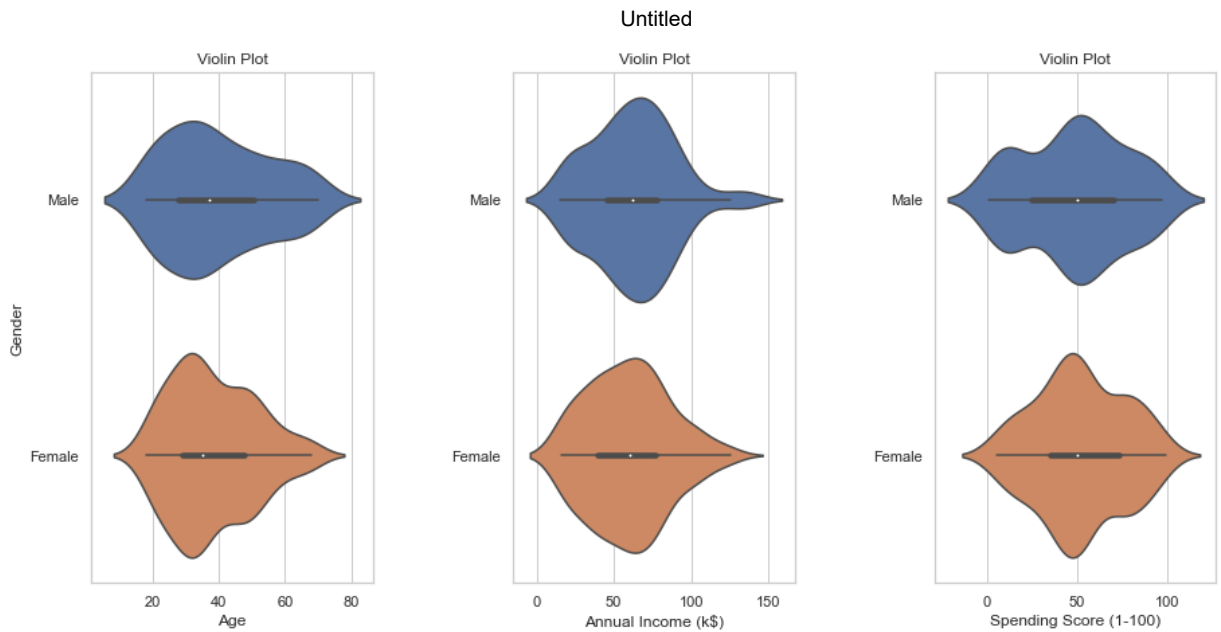 Untitled
Violin Plot
Violin Plot
Violin Plot
Gender
Male
Female
20 40 60 80
Age
Male
Female
0 50 100 150
Annual Income (k$)
Male
Female
0 50 100
Spending Score (1-100)